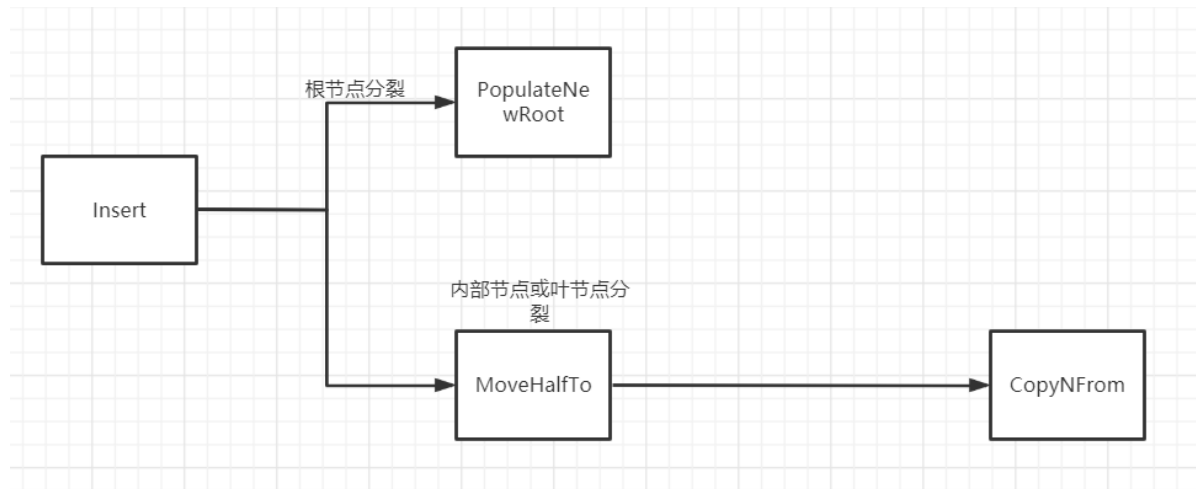 根节点分裂
PopulateNe
wRoot
Insert
内部节点或叶节点分
裂
MoveHalfTo
CopyNFrom